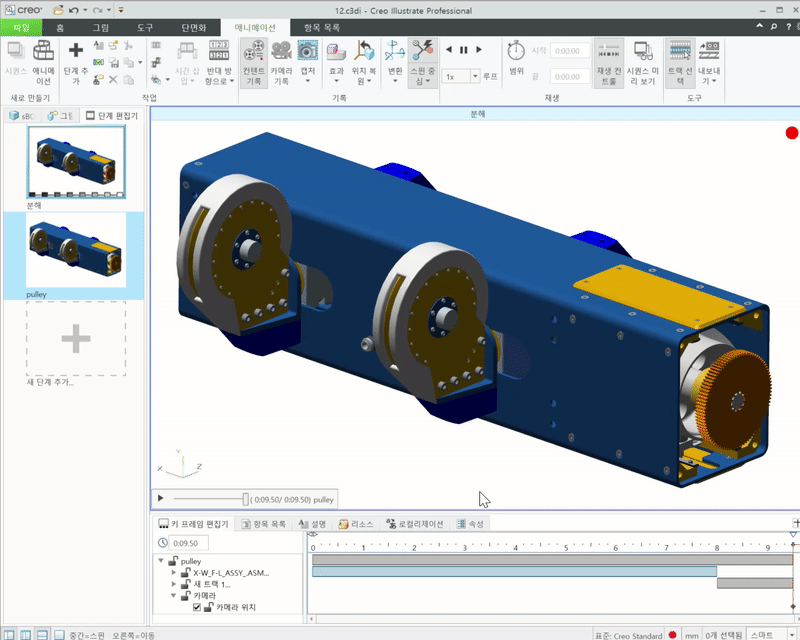 creo
12.c3di - Creo Illustrate Professional
파일 홈 그림 도구 단면화 애니메이션 항목 목록
시퀀스
애니메이션
단계 추가
시간 삽입
반대 방향으로
컨텐트 기록
카메라 기록
캡처
효과
위치 복원
변환
스핀 중심
1x 루프
범위
시작 0:00.00
끝 0:00.00
재생 컨트롤
시퀀스 미리 보기
트랙 선택
내보내기
새로 만들기 작업 기록 재생 도구
sBO 그림 단계 편집기
분해
분해
pulley
새 단계 추가...
Y
X Z
( 0:09.50/ 0:09.50) pulley
키 프레임 편집기 항목 목록 설명 리소스 로컬리제이션 속성
0:09.50
0 1 2 3 4 5 6 7 8 9
pulley
X-W_F-L_ASSY_ASM...
새 트랙 1...
카메라
카메라 위치
중간=스핀 오른쪽=이동
표준: Creo Standard mm 0개 선택됨 스마트